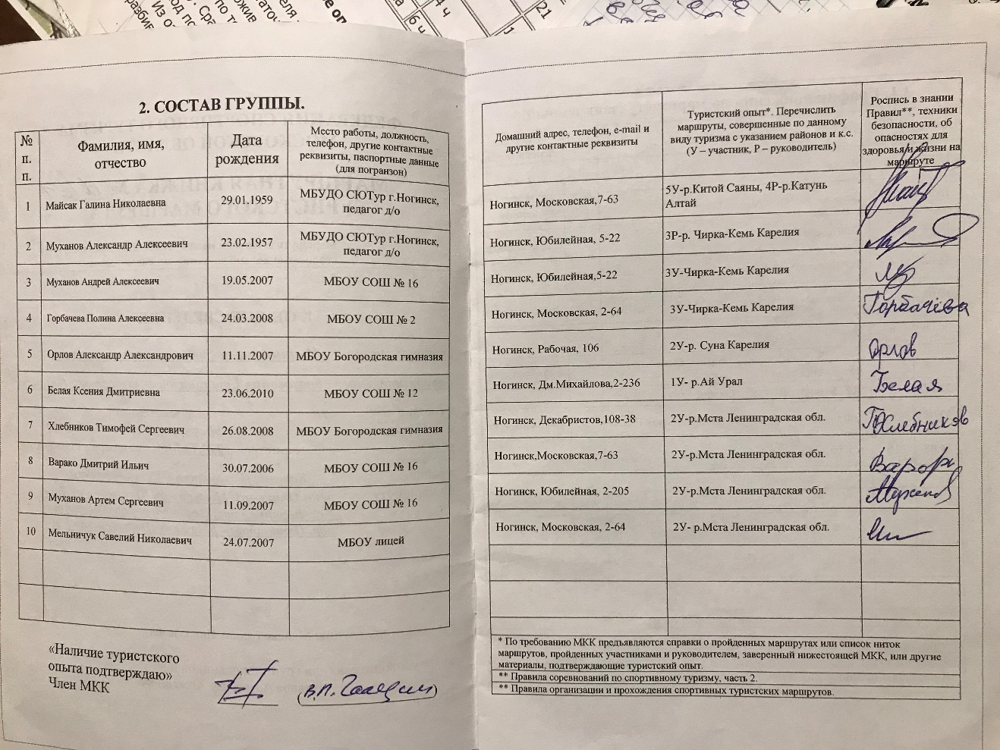 2. СОСТАВ ГРУППЫ.
№
п.
п.
Фамилия, имя,
отчество
Дата
рождения
Место работы, должность,
телефон, другие контактные
реквизиты, паспортные данные
(для погранзон)
Домашний адрес, телефон, e-mail и
другие контактные реквизиты
Туристский опыт*. Перечислить
маршруты, совершенные по данному
виду туризма с указанием районов и к.с.
(У – участник, Р – руководитель)
Роспись в знании
Правил**, техники
безопасности, об
опасностях для
здоровья и жизни на
маршруте
1 Майсак Галина Николаевна 29.01.1959 МБУДО СЮТур г.Ногинск,
педагог д/о
Ногинск, Московская,7-63 5У-р.Китой Саяны, 4Р-р.Катунь
Алтай
2 Муханов Александр Алексеевич 23.02.1957 МБУДО СЮТур г.Ногинск,
педагог д/о
Ногинск, Юбилейная, 5-22 3Р-р. Чирка-Кемь Карелия
3 Муханов Андрей Алексеевич 19.05.2007 МБОУ СОШ № 16 Ногинск, Юбилейная,5-22 3У-Чирка-Кемь Карелия
4 Горбачева Полина Алексеевна 24.03.2008 МБОУ СОШ № 2 Ногинск, Московская, 2-64 3У-Чирка-Кемь Карелия Горбачёва
5 Орлов Александр Александрович 11.11.2007 МБОУ Богородская гимназия Ногинск, Рабочая, 106 2У-р. Суна Карелия Орлов
6 Белая Ксения Дмитриевна 23.06.2010 МБОУ СОШ № 12 Ногинск, Дм.Михайлова,2-236 1У- р.Ай Урал Белая
7 Хлебников Тимофей Сергеевич 26.08.2008 МБОУ Богородская гимназия Ногинск, Декабристов,108-38 2У-р.Мста Ленинградская обл. Хлебников
8 Варако Дмитрий Ильич 30.07.2006 МБОУ СОШ № 16 Ногинск,Московская,7-63 2У-р.Мста Ленинградская обл.
9 Муханов Артем Сергеевич 11.09.2007 МБОУ СОШ № 16 Ногинск, Юбилейная, 2-205 2У-р.Мста Ленинградская обл. Муханов
10 Мельничук Савелий Николаевич 24.07.2007 МБОУ лицей Ногинск, Московская, 2-64 2У- р.Мста Ленинградская обл.
«Наличие туристского
опыта подтверждаю»
Член МКК
* По требованию МКК предъявляются справки о пройденных маршрутах или список ниток
маршрутов, пройденных участниками и руководителем, заверенный нижестоящей МКК, или другие
материалы, подтверждающие туристский опыт.
** Правила соревнований по спортивному туризму, часть 2.
** Правила организации и прохождения спортивных туристских маршрутов.